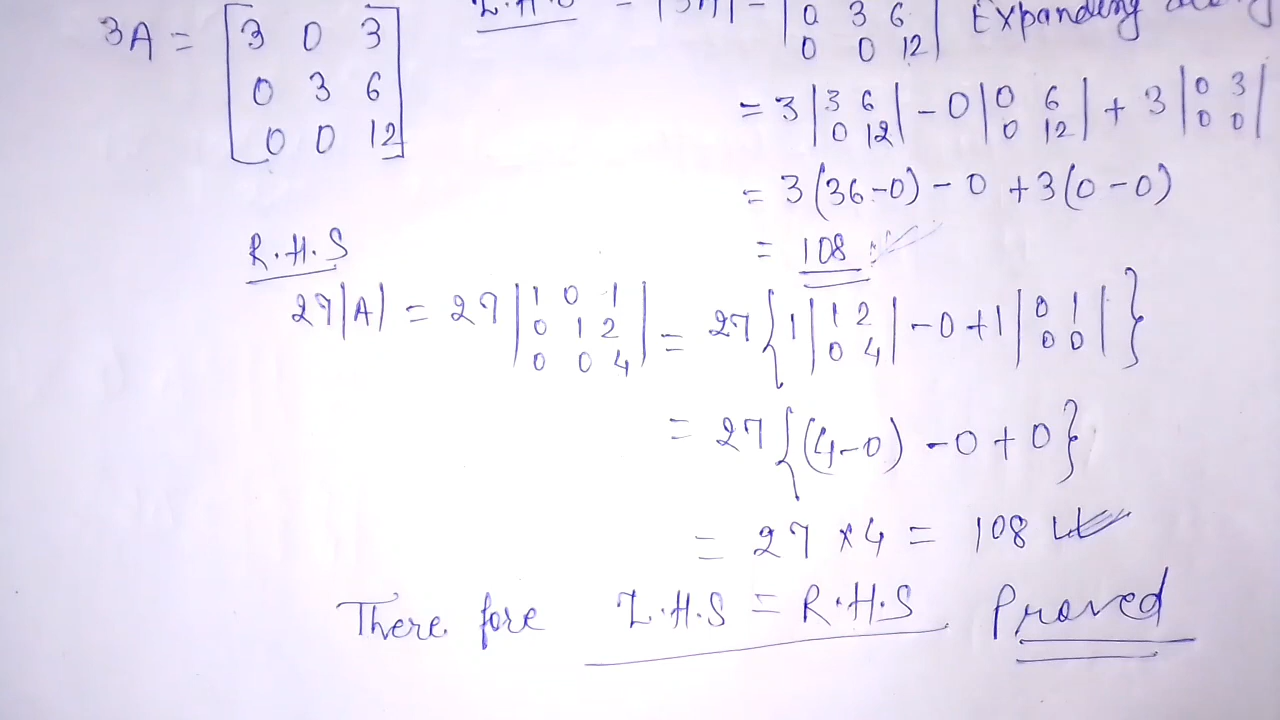 3A = [3 0 3
0 3 6
0 0 12]
L.H.S = |3A| = |0 3 6
0 0 12| Expanding
= 3|3 6 0 12| - 0|0 6 0 12| + 3|0 3 0 0|
= 3(36-0) - 0 + 3(0-0)
= 108
R.H.S
27|A| = 27|1 0 1 0 1 2 0 0 4| = 27{1|1 2 0 4| - 0 + 1|0 1 0 0|}
= 27{(4-0) - 0 + 0}
= 27 × 4 = 108
There fore L.H.S = R.H.S Proved